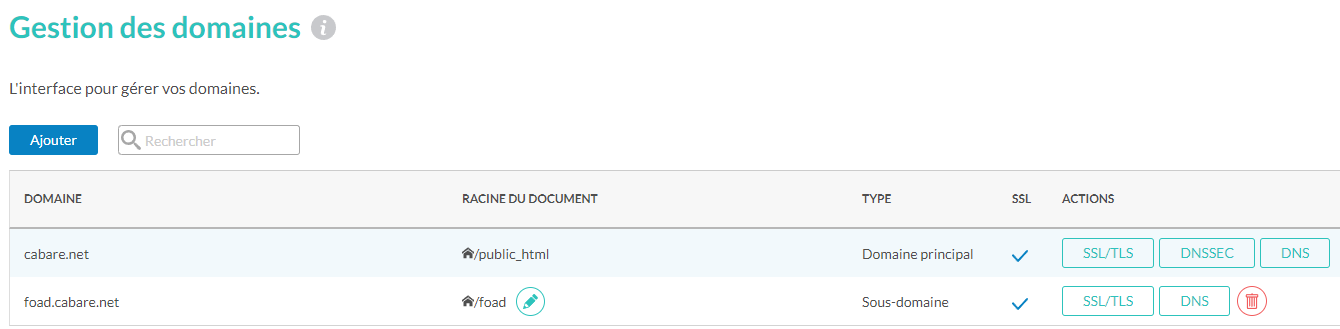 Gestion des domaines
L'interface pour gérer vos domaines.
Ajouter Rechercher
DOMAINE RACINE DU DOCUMENT TYPE SSL ACTIONS
cabare.net /public_html Domaine principal SSL/TLS DNSSEC DNS
foad.cabare.net /foad Sous-domaine SSL/TLS DNS